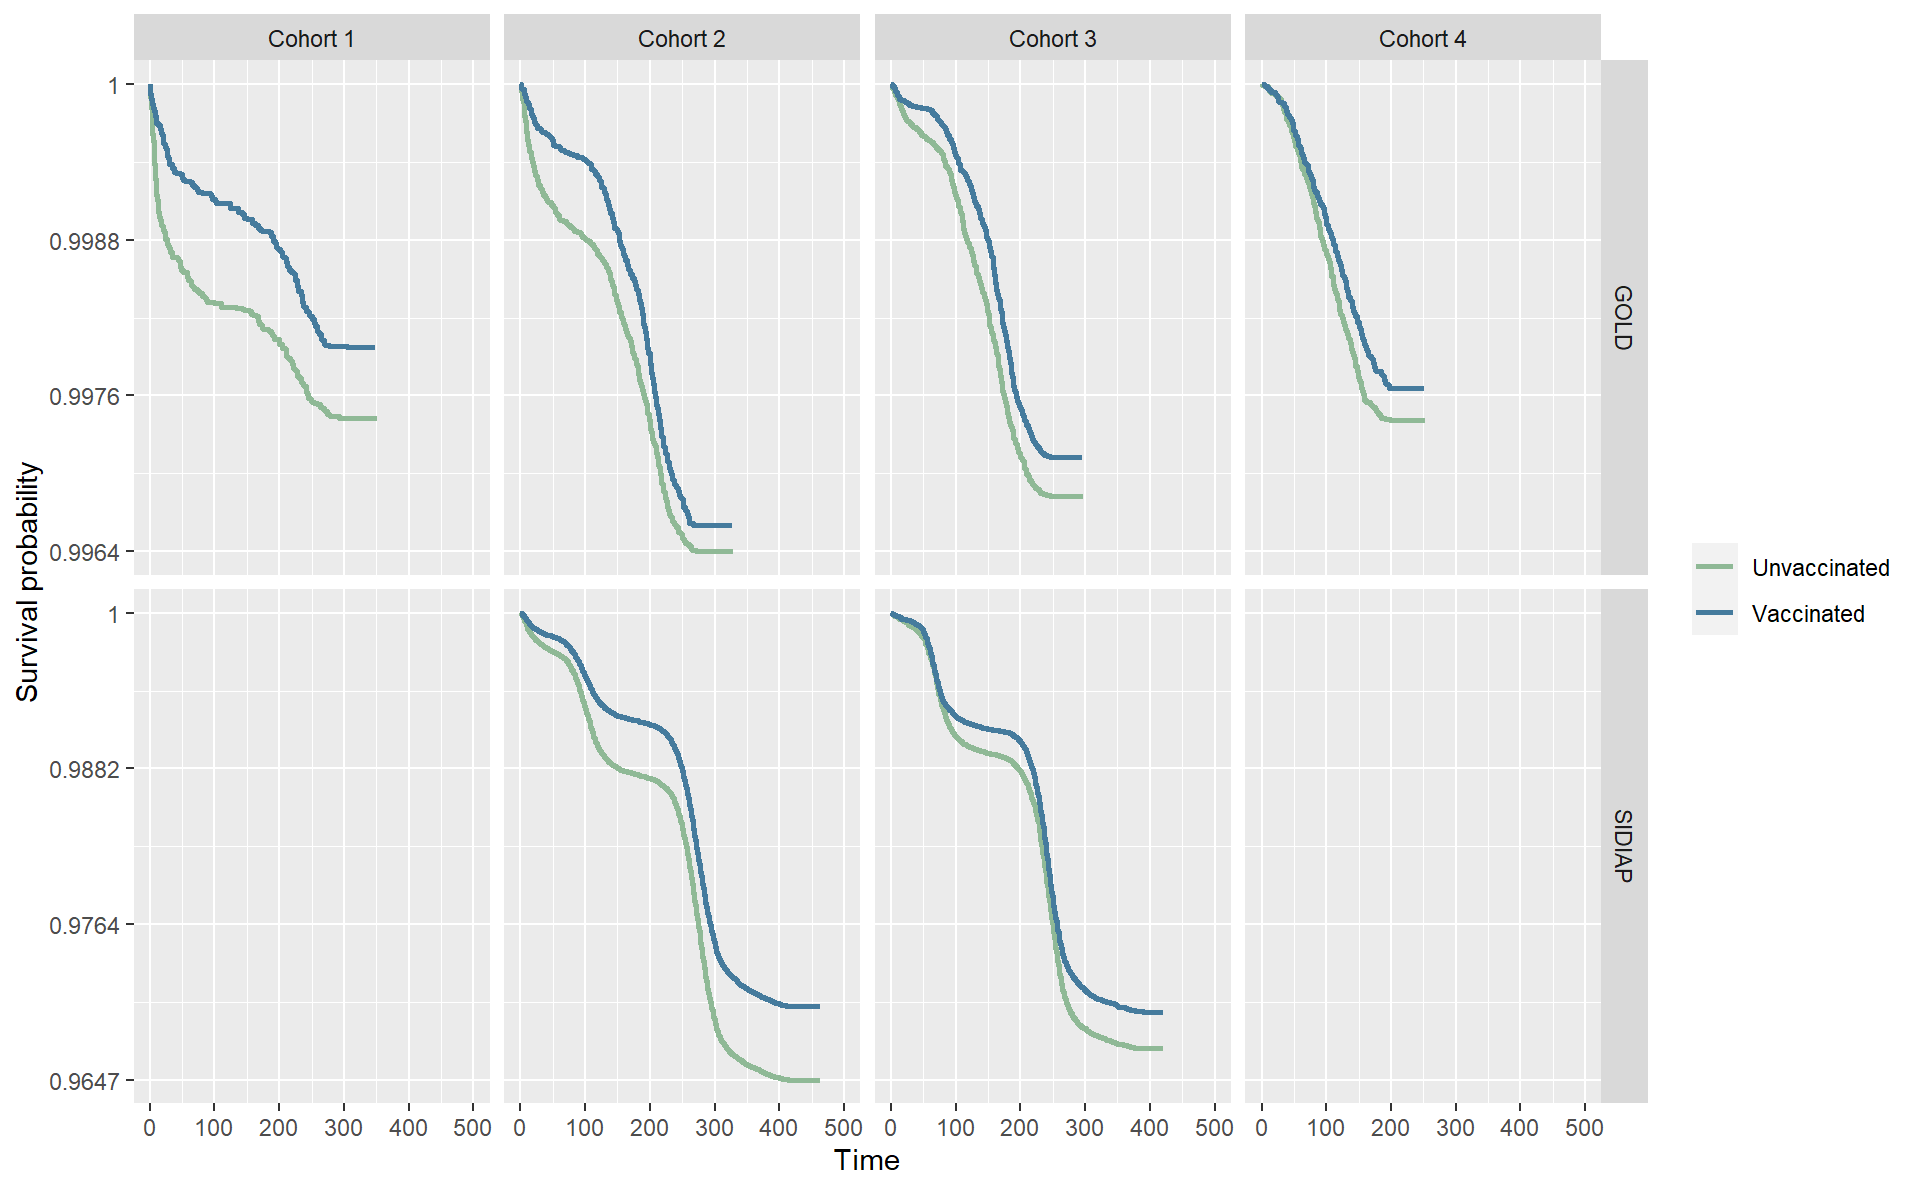 Cohort 1
Cohort 2
Cohort 3
Cohort 4
1
0.9988
0.9976
0.9964
GOLD
Survival probability
1
0.9882
0.9764
0.9647
SIDIAP
0 100 200 300 400 500
0 100 200 300 400 500
0 100 200 300 400 500
0 100 200 300 400 500
Time
Unvaccinated
Vaccinated